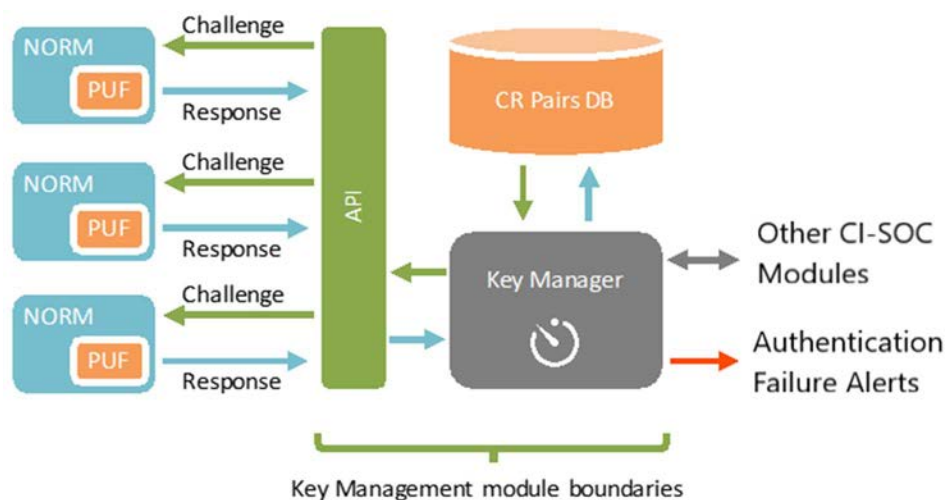 Challenge
NORM
PUF
Response
Challenge
NORM
PUF
Response
Challenge
NORM
PUF
Response
API
CR Pairs DB
Key Manager
Other CI-SOC
Modules
Authentication
Failure Alerts
Key Management module boundaries